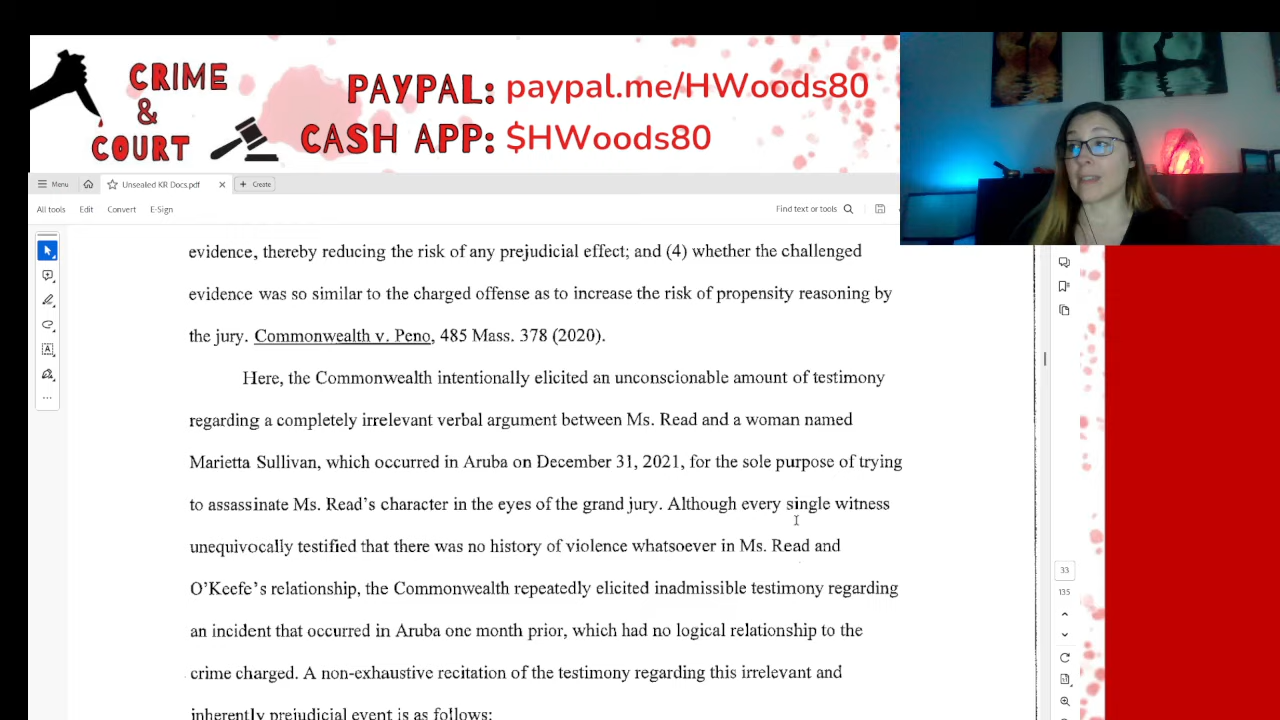 CRIME
&
COURT
PAYPAL: paypal.me/HWoods80
CASH APP: $HWoods80
Menu
Unsealed KR Docs.pdf
Create
All tools
Edit
Convert
E-Sign
Find text or tools
evidence, thereby reducing the risk of any prejudicial effect; and (4) whether the challenged
evidence was so similar to the charged offense as to increase the risk of propensity reasoning by
the jury. Commonwealth v. Peno, 485 Mass. 378 (2020).
Here, the Commonwealth intentionally elicited an unconscionable amount of testimony
regarding a completely irrelevant verbal argument between Ms. Read and a woman named
Marietta Sullivan, which occurred in Aruba on December 31, 2021, for the sole purpose of trying
to assassinate Ms. Read's character in the eyes of the grand jury. Although every single witness
unequivocally testified that there was no history of violence whatsoever in Ms. Read and
O'Keefe's relationship, the Commonwealth repeatedly elicited inadmissible testimony regarding
an incident that occurred in Aruba one month prior, which had no logical relationship to the
crime charged. A non-exhaustive recitation of the testimony regarding this irrelevant and
inherently prejudicial event is as follows:
33
135